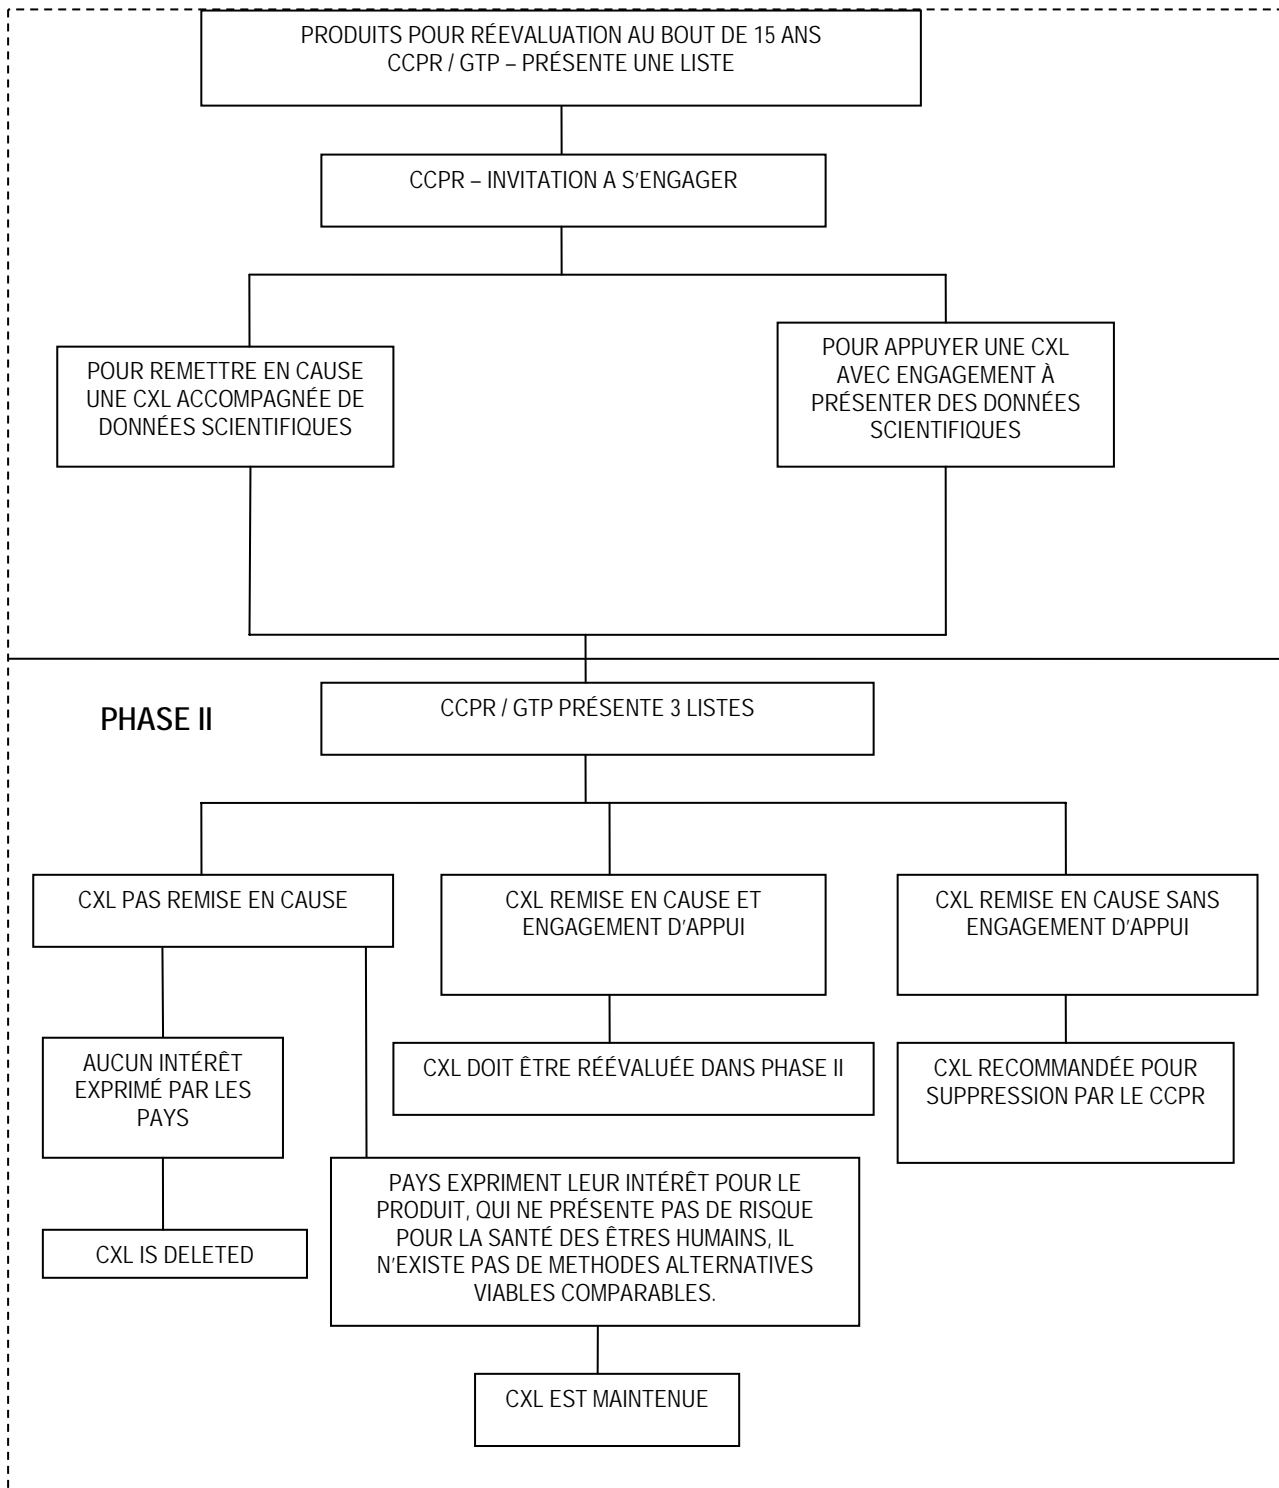 PRODUITS POUR RÉEVALUATION AU BOUT DE 15 ANS
CCPR / GTP – PRÉSENTE UNE LISTE
CCPR – INVITATION A S'ENGAGER
POUR REMETTRE EN CAUSE
UNE CXL ACCOMPAGNÉE DE
DONNÉES SCIENTIFIQUES
POUR APPUYER UNE CXL
AVEC ENGAGEMENT À
PRÉSENTER DES DONNÉES
SCIENTIFIQUES
PHASE II
CCPR / GTP PRÉSENTE 3 LISTES
CXL PAS REMISE EN CAUSE
CXL REMISE EN CAUSE ET
ENGAGEMENT D'APPUI
CXL REMISE EN CAUSE SANS
ENGAGEMENT D'APPUI
AUCUN INTÉRÊT
EXPRIMÉ PAR LES
PAYS
CXL DOIT ÊTRE RÉÉVALUÉE DANS PHASE II
CXL RECOMMANDÉE POUR
SUPPRESSION PAR LE CCPR
PAYS EXPRIMENT LEUR INTÉRÊT POUR LE
PRODUIT, QUI NE PRÉSENTE PAS DE RISQUE
POUR LA SANTÉ DES ÊTRES HUMAINS, IL
N'EXISTE PAS DE METHODES ALTERNATIVES
VIABLES COMPARABLES.
CXL IS DELETED
CXL EST MAINTENUE